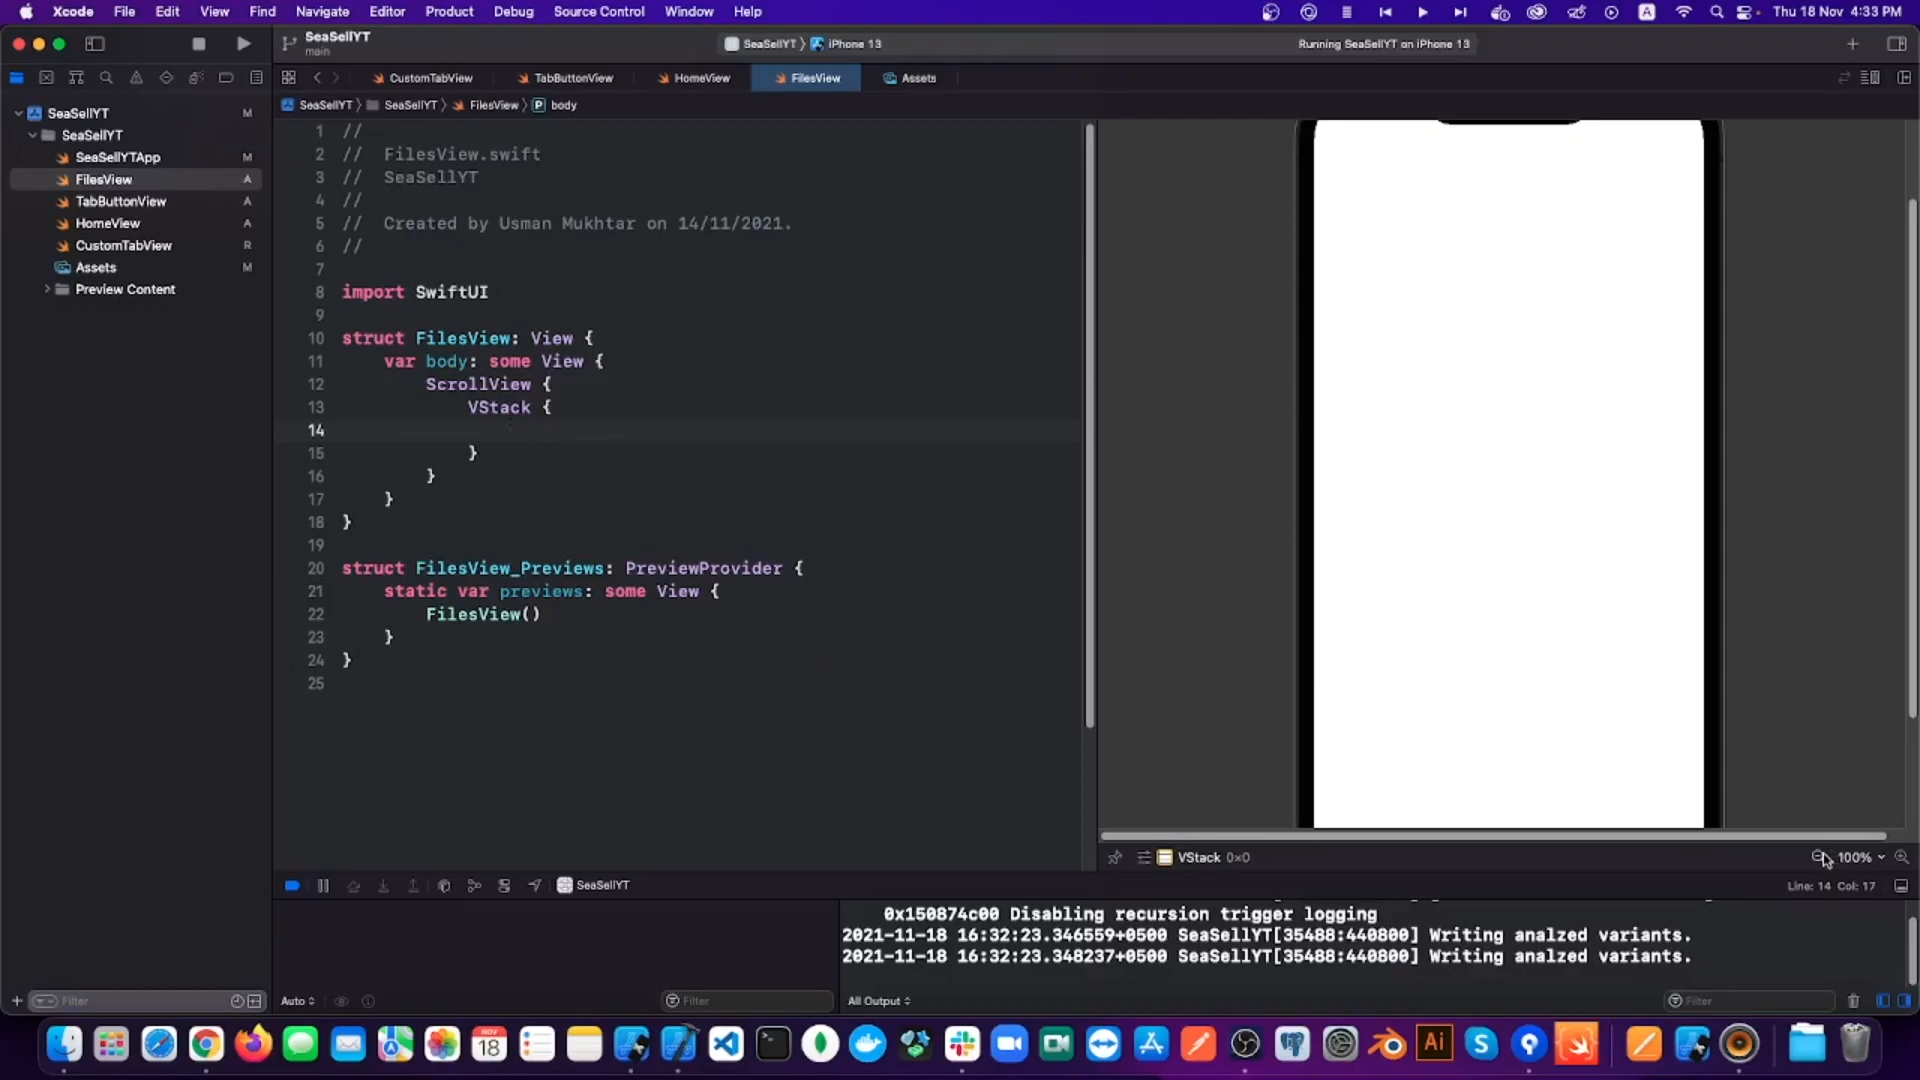 Xcode File Edit View Find Navigate Editor Product Debug Source Control Window Help
A Thu 18 Nov 4:33 PM
SeaSellYT
main
SeaSellYT iPhone 13
Running SeaSellYT on iPhone 13
CustomTabView TabButtonView HomeView FilesView Assets
SeaSellYT SeaSellYT FilesView P body
SeaSellYT M
SeaSellYT
SeaSellYTApp M
FilesView A
TabButtonView A
HomeView A
CustomTabView R
Assets M
Preview Content
1 //
2 // FilesView.swift
3 // SeaSellYT
4 //
5 // Created by Usman Mukhtar on 14/11/2021.
6 //
7
8 import SwiftUI
9
10 struct FilesView: View {
11 var body: some View {
12 ScrollView {
13 VStack {
14
15 }
16 }
17 }
18 }
19
20 struct FilesView_Previews: PreviewProvider {
21 static var previews: some View {
22 FilesView()
23 }
24 }
25
VStack 0×0
100%
SeaSellYT
Line: 14 Col: 17
0x150874c00 Disabling recursion trigger logging
2021-11-18 16:32:23.346559+0500 SeaSellYT[35488:440800] Writing analzed variants.
2021-11-18 16:32:23.348237+0500 SeaSellYT[35488:440800] Writing analzed variants.
Filter
Auto
Filter
All Output
Filter
NOV
18
Ai
S